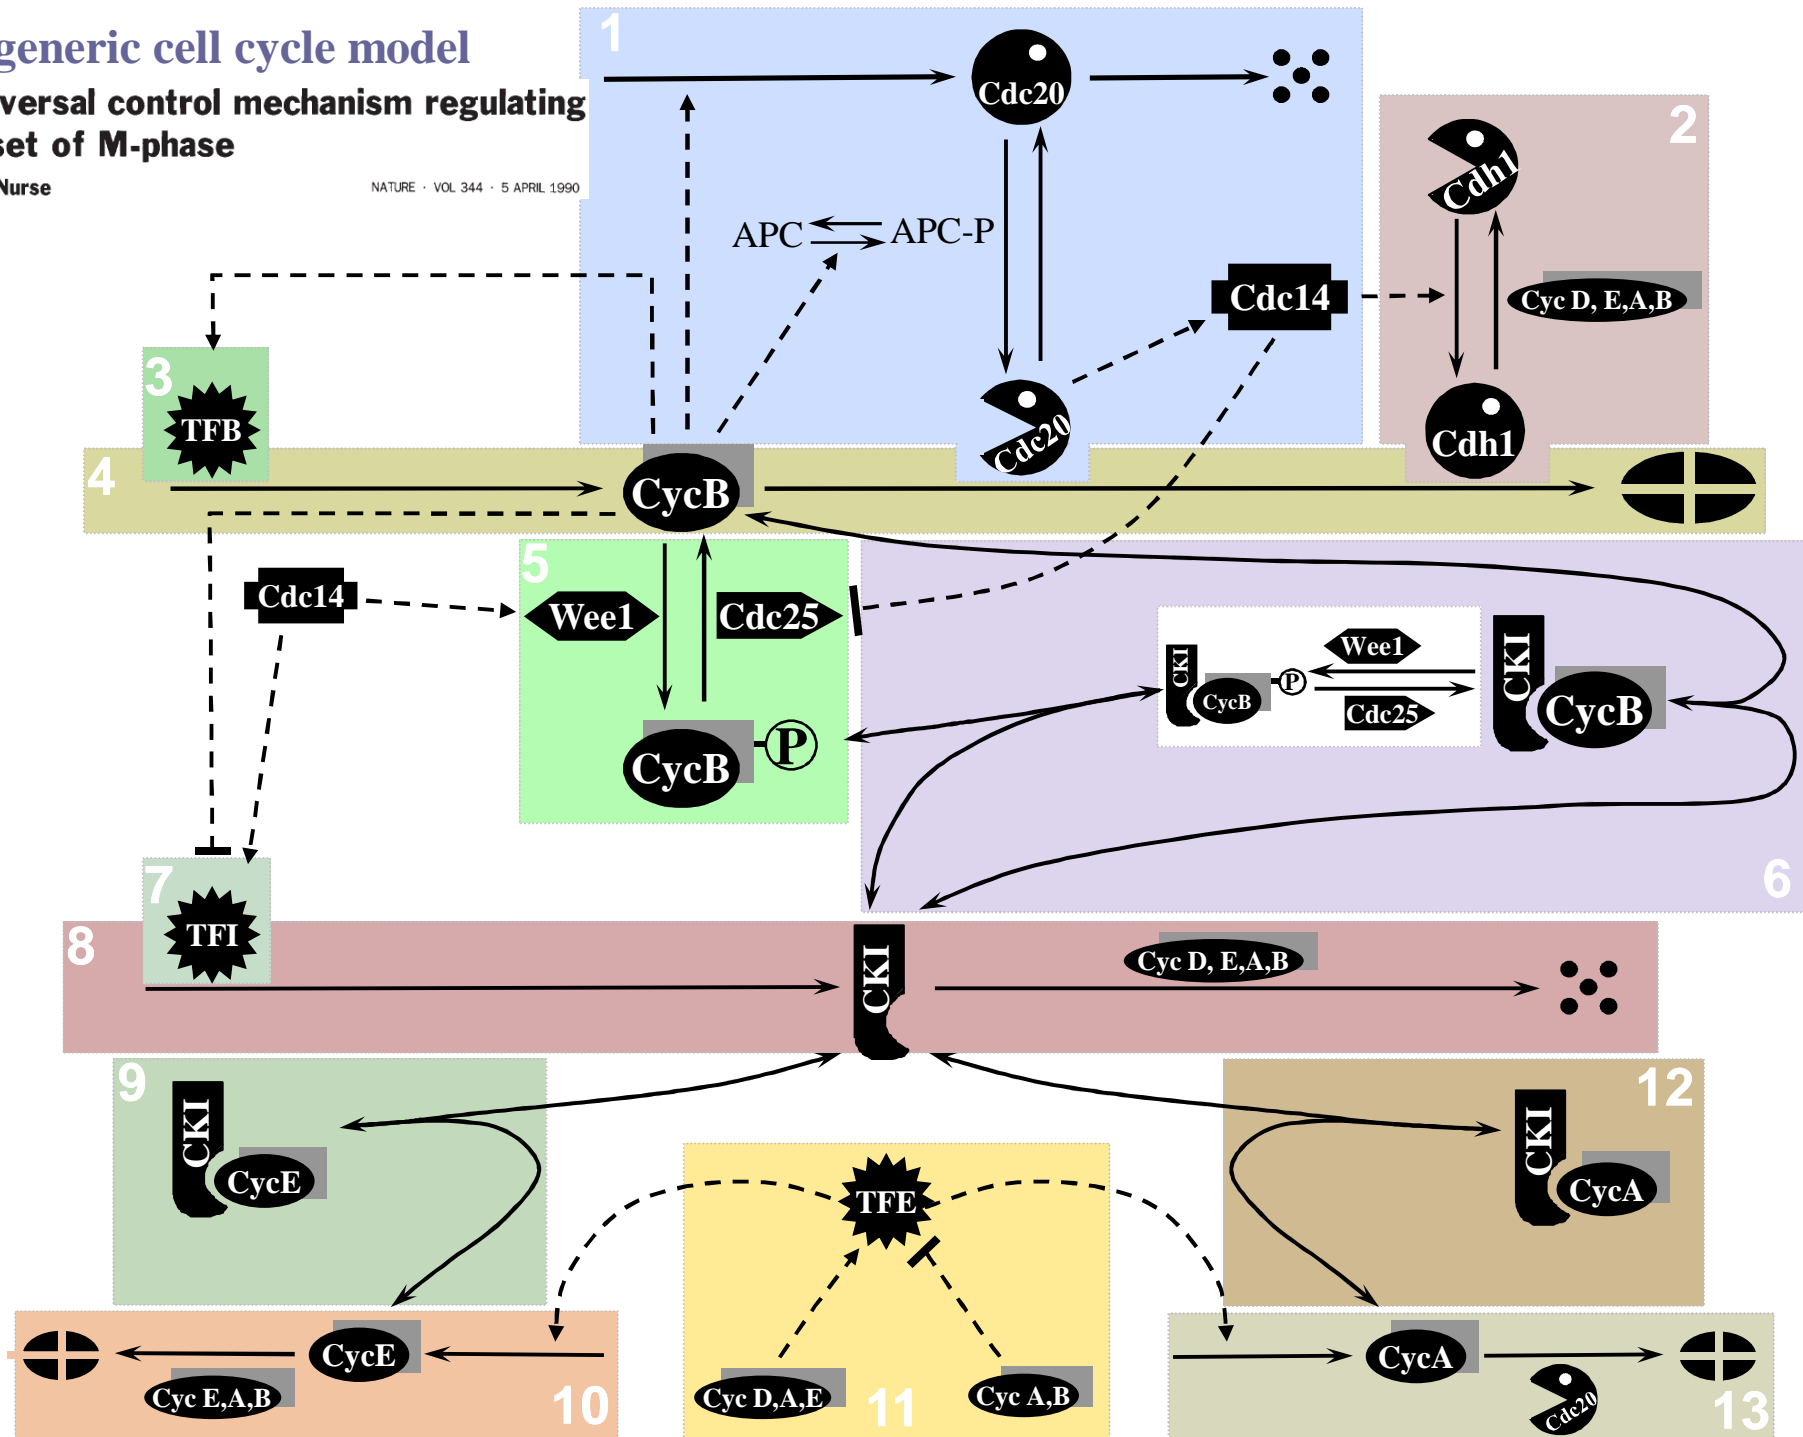 generic cell cycle model
versal control mechanism regulating
set of M-phase
Nurse
NATURE · VOL 344 · 5 APRIL 1990
1
Cdc20
2
Cdh1
APC
APC-P
Cdc14
Cyc D, E,A,B
3
TFB
Cdc20
Cdh1
4
CycB
5
Cdc14
Wee1
Cdc25
CKI
CycB
P
Wee1
Cdc25
CKI
CycB
CycB
P
6
7
TFI
8
CKI
Cyc D, E,A,B
9
CKI
CycE
12
CKI
CycA
TFE
CycE
Cyc E,A,B
10
Cyc D,A,E
11
Cyc A,B
CycA
Cdc20
13